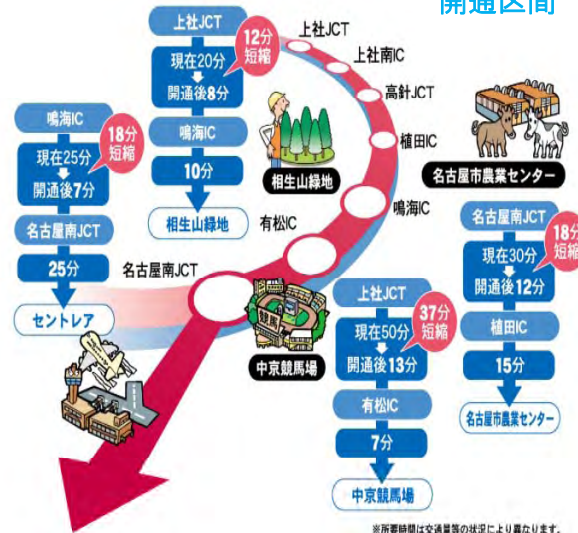 開通区間
上社JCT
現在20分
開通後8分
12分
短縮
鳴海IC
10分
相生山緑地
鳴海IC
現在25分
開通後7分
18分
短縮
名古屋南JCT
25分
セントレア
上社JCT
上社南IC
高針JCT
植田IC
鳴海IC
有松IC
名古屋南JCT
相生山緑地
名古屋市農業センター
競馬
中京競馬場
上社JCT
現在50分
開通後13分
37分
短縮
有松IC
7分
中京競馬場
名古屋南JCT
現在30分
開通後12分
18分
短縮
植田IC
15分
名古屋市農業センター
※所要時間は交通量等の状況により異なります。